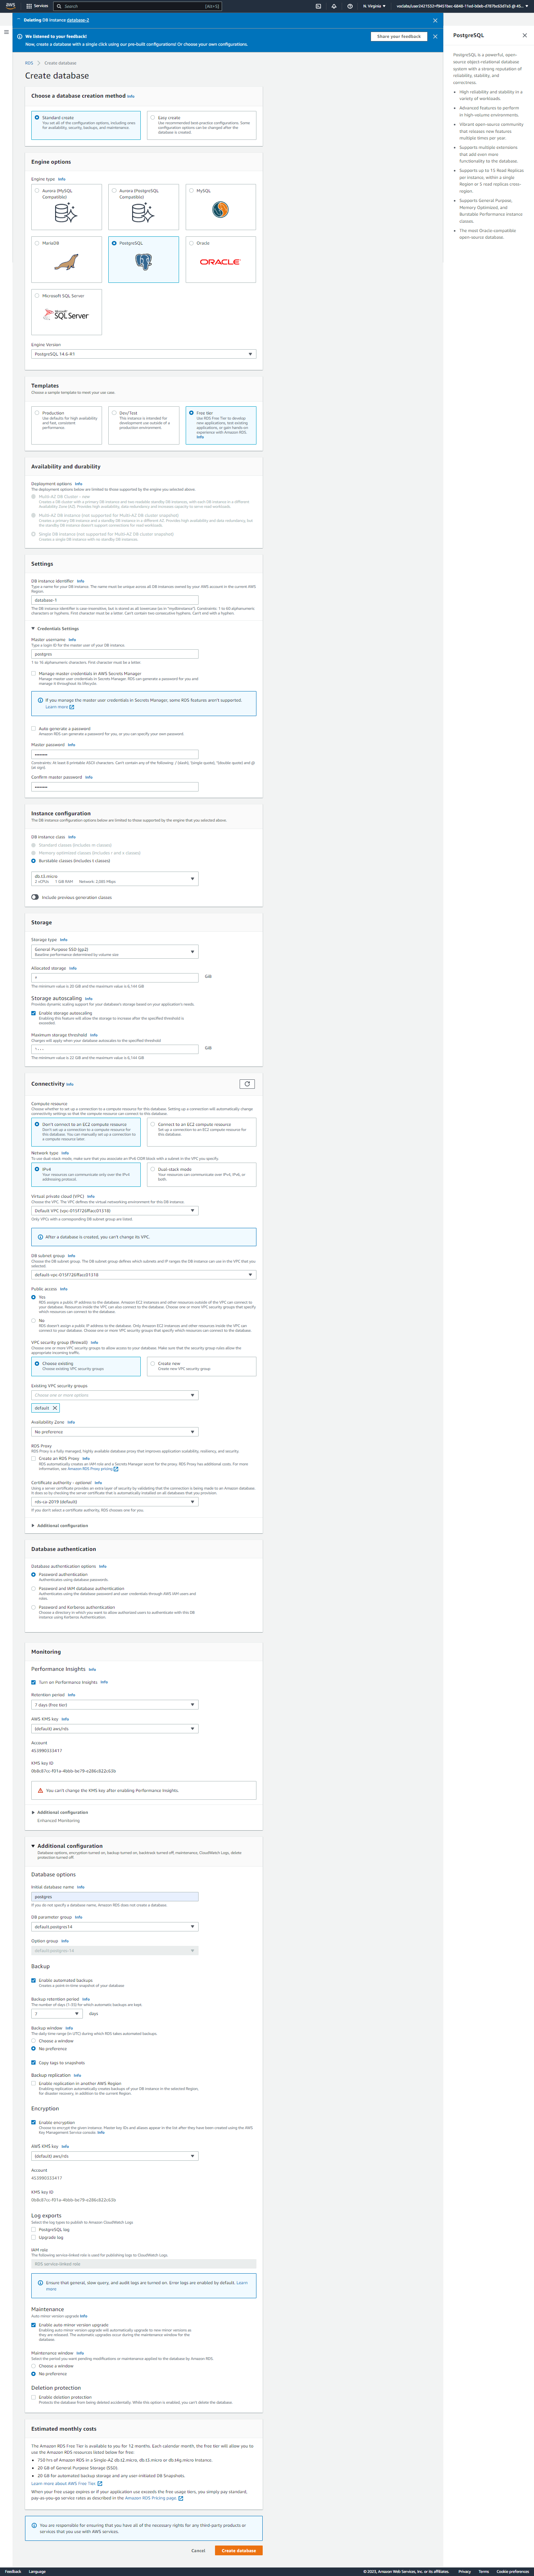 aws
Services
Search
[Alt+S]
N. Virginia
Deleting DB instance database-2
We listened to your feedback!
Now, create a database with a single click using our pre-built configurations! Or choose your own configurations.
Share your feedback
RDS
Create database
Create database
Choose a database creation method Info
Standard create
You set all of the configuration options, including ones for availability, security, backups, and maintenance.
Easy create
Use recommended best-practice configurations. Some configuration options can be changed after the database is created.
Engine options
Engine type Info
Aurora (MySQL Compatible)
Aurora (PostgreSQL Compatible)
MySQL
MariaDB
PostgreSQL
Oracle
ORACLE
Microsoft SQL Server
Microsoft
SQL Server
Engine Version
PostgreSQL 14.6-R1
Templates
Choose a sample template to meet your use case.
Production
Use defaults for high availability and fast, consistent performance.
Dev/Test
This instance is intended for development use outside of a production environment.
Free tier
Use RDS Free Tier to develop new applications, test existing applications, or gain hands-on experience with Amazon RDS.
Info
Availability and durability
Deployment options Info
The deployment options below are limited to those supported by the engine you selected above.
Multi-AZ DB Cluster - new
Creates a DB cluster with a primary DB instance and two readable standby DB instances, with each DB instance in a different Availability Zone (AZ). Provides high availability, data redundancy and increases capacity to serve read workloads.
Multi-AZ DB instance (not supported for Multi-AZ DB cluster snapshot)
Creates a primary DB instance and a standby DB instance in a different AZ. Provides high availability and data redundancy, but the standby DB instance doesn't support connections for read workloads.
Single DB instance (not supported for Multi-AZ DB cluster snapshot)
Creates a single DB instance with no standby DB instances.
Settings
DB instance identifier Info
Type a name for your DB instance. The name must be unique across all DB instances owned by your AWS account in the current AWS Region.
database-1
The DB instance identifier is case-insensitive, but is stored as all lowercase (as in "mydbinstance"). Constraints: 1 to 60 alphanumeric characters or hyphens. First character must be a letter. Can't contain two consecutive hyphens. Can't end with a hyphen.
Credentials Settings
Master username Info
Type a login ID for the master user of your DB instance.
postgres
1 to 16 alphanumeric characters. First character must be a letter.
Manage master credentials in AWS Secrets Manager
Manage master user credentials in Secrets Manager. RDS can generate a password for you and manage it throughout its lifecycle.
If you manage the master user credentials in Secrets Manager, some RDS features aren't supported.
Learn more
Auto generate a password
Amazon RDS can generate a password for you, or you can specify your own password.
Master password Info
Constraints: At least 8 printable ASCII characters. Can't contain any of the following: / (slash), '(single quote), "(double quote) and @ (at sign).
Confirm master password Info
Instance configuration
The DB instance configuration options below are limited to those supported by the engine that you selected above.
DB instance class Info
Standard classes (includes m classes)
Memory optimized classes (includes r and x classes)
Burstable classes (includes t classes)
db.t3.micro
2 vCPUs 1 GiB RAM Network: 2,085 Mbps
Include previous generation classes
Storage
Storage type Info
General Purpose SSD (gp2)
Baseline performance determined by volume size
Allocated storage Info
GiB
The minimum value is 20 GiB and the maximum value is 6,144 GiB
Storage autoscaling Info
Provides dynamic scaling support for your database's storage based on your application's needs.
Enable storage autoscaling
Enabling this feature will allow the storage to increase after the specified threshold is exceeded.
Maximum storage threshold Info
Charges will apply when your database autoscales to the specified threshold
GiB
The minimum value is 22 GiB and the maximum value is 6,144 GiB
Connectivity Info
Compute resource
Choose whether to set up a connection to a compute resource for this database. Setting up a connection will automatically change connectivity settings so that the compute resource can connect to this database.
Don't connect to an EC2 compute resource
Don't set up a connection to a compute resource for this database. You can manually set up a connection to a compute resource later.
Connect to an EC2 compute resource
Set up a connection to an EC2 compute resource for this database.
Network type Info
To use dual-stack mode, make sure that you associate an IPv6 CIDR block with a subnet in the VPC you specify.
IPv4
Your resources can communicate only over the IPv4 addressing protocol.
Dual-stack mode
Your resources can communicate over IPv4, IPv6, or both.
Virtual private cloud (VPC) Info
Choose the VPC. The VPC defines the virtual networking environment for this DB instance.
Default VPC (vpc-015f726ffacc01318)
Only VPCs with a corresponding DB subnet group are listed.
After a database is created, you can't change its VPC.
DB subnet group Info
Choose the DB subnet group. The DB subnet group defines which subnets and IP ranges the DB instance can use in the VPC that you selected.
default-vpc-015f726ffacc01318
Public access Info
Yes
RDS assigns a public IP address to the database. Amazon EC2 instances and other resources outside of the VPC can connect to your database. Resources inside the VPC can also connect to the database. Choose one or more VPC security groups that specify which resources can connect to the database.
No
RDS doesn't assign a public IP address to the database. Only Amazon EC2 instances and other resources inside the VPC can connect to your database. Choose one or more VPC security groups that specify which resources can connect to the database.
VPC security group (firewall) Info
Choose one or more VPC security groups to allow access to your database. Make sure that the security group rules allow the appropriate incoming traffic.
Choose existing
Choose existing VPC security groups
Create new
Create new VPC security group
Existing VPC security groups
Choose one or more options
default
Availability Zone Info
No preference
RDS Proxy
RDS Proxy is a fully managed, highly available database proxy that improves application scalability, resiliency, and security.
Create an RDS Proxy Info
RDS automatically creates an IAM role and a Secrets Manager secret for the proxy. RDS Proxy has additional costs. For more information, see Amazon RDS Proxy pricing
Certificate authority - optional Info
Using a server certificate provides an extra layer of security by validating that the connection is being made to an Amazon database. It does so by checking the server certificate that is automatically installed on all databases that you provision.
rds-ca-2019 (default)
If you don't select a certificate authority, RDS chooses one for you.
Additional configuration
Database authentication
Database authentication options Info
Password authentication
Authenticates using database passwords.
Password and IAM database authentication
Authenticates using the database password and user credentials through AWS IAM users and roles.
Password and Kerberos authentication
Choose a directory in which you want to allow authorized users to authenticate with this DB instance using Kerberos Authentication.
Monitoring
Performance Insights Info
Turn on Performance Insights Info
Retention period Info
7 days (free tier)
AWS KMS key Info
(default) aws/rds
Account
453990333417
KMS key ID
You can't change the KMS key after enabling Performance Insights.
Additional configuration
Enhanced Monitoring
Additional configuration
Database options, encryption turned on, backup turned on, backtrack turned off, maintenance, CloudWatch Logs, delete protection turned off.
Database options
Initial database name Info
postgres
If you do not specify a database name, Amazon RDS does not create a database.
DB parameter group Info
default.postgres14
Option group Info
default:postgres-14
Backup
Enable automated backups
Creates a point-in-time snapshot of your database
Backup retention period Info
The number of days (1-35) for which automatic backups are kept.
7
days
Backup window Info
The daily time range (in UTC) during which RDS takes automated backups.
Choose a window
No preference
Copy tags to snapshots
Backup replication Info
Enable replication in another AWS Region
Enabling replication automatically creates backups of your DB instance in the selected Region, for disaster recovery, in addition to the current Region.
Encryption
Enable encryption
Choose to encrypt the given instance. Master key IDs and aliases appear in the list after they have been created using the AWS Key Management Service console. Info
AWS KMS key Info
(default) aws/rds
Account
453990333417
KMS key ID
Log exports
Select the log types to publish to Amazon CloudWatch Logs
PostgreSQL log
Upgrade log
IAM role
The following service-linked role is used for publishing logs to CloudWatch Logs.
RDS service-linked role
Ensure that general, slow query, and audit logs are turned on. Error logs are enabled by default. Learn more
Maintenance
Auto minor version upgrade Info
Enable auto minor version upgrade
Enabling auto minor version upgrade will automatically upgrade to new minor versions as they are released. The automatic upgrades occur during the maintenance window for the database.
Maintenance window Info
Select the period you want pending modifications or maintenance applied to the database by Amazon RDS.
Choose a window
No preference
Deletion protection
Enable deletion protection
Protects the database from being deleted accidentally. While this option is enabled, you can't delete the database.
Estimated monthly costs
The Amazon RDS Free Tier is available to you for 12 months. Each calendar month, the free tier will allow you to use the Amazon RDS resources listed below for free:
750 hrs of Amazon RDS in a Single-AZ db.t2.micro, db.t3.micro or db.t4g.micro Instance.
20 GB of General Purpose Storage (SSD).
20 GB for automated backup storage and any user-initiated DB Snapshots.
Learn more about AWS Free Tier.
When your free usage expires or if your application use exceeds the free usage tiers, you simply pay standard, pay-as-you-go service rates as described in the Amazon RDS Pricing page.
You are responsible for ensuring that you have all of the necessary rights for any third-party products or services that you use with AWS services.
Cancel
Create database
PostgreSQL
PostgreSQL is a powerful, open-source object-relational database system with a strong reputation of reliability, stability, and correctness.
High reliability and stability in a variety of workloads.
Advanced features to perform in high-volume environments.
Vibrant open-source community that releases new features multiple times per year.
Supports multiple extensions that add even more functionality to the database.
Supports up to 15 Read Replicas per instance, within a single Region or 5 read replicas cross-region.
Supports General Purpose, Memory Optimized, and Burstable Performance instance classes.
The most Oracle-compatible open-source database.
Feedback
Language
© 2023, Amazon Web Services, Inc. or its affiliates.
Privacy
Terms
Cookie preferences